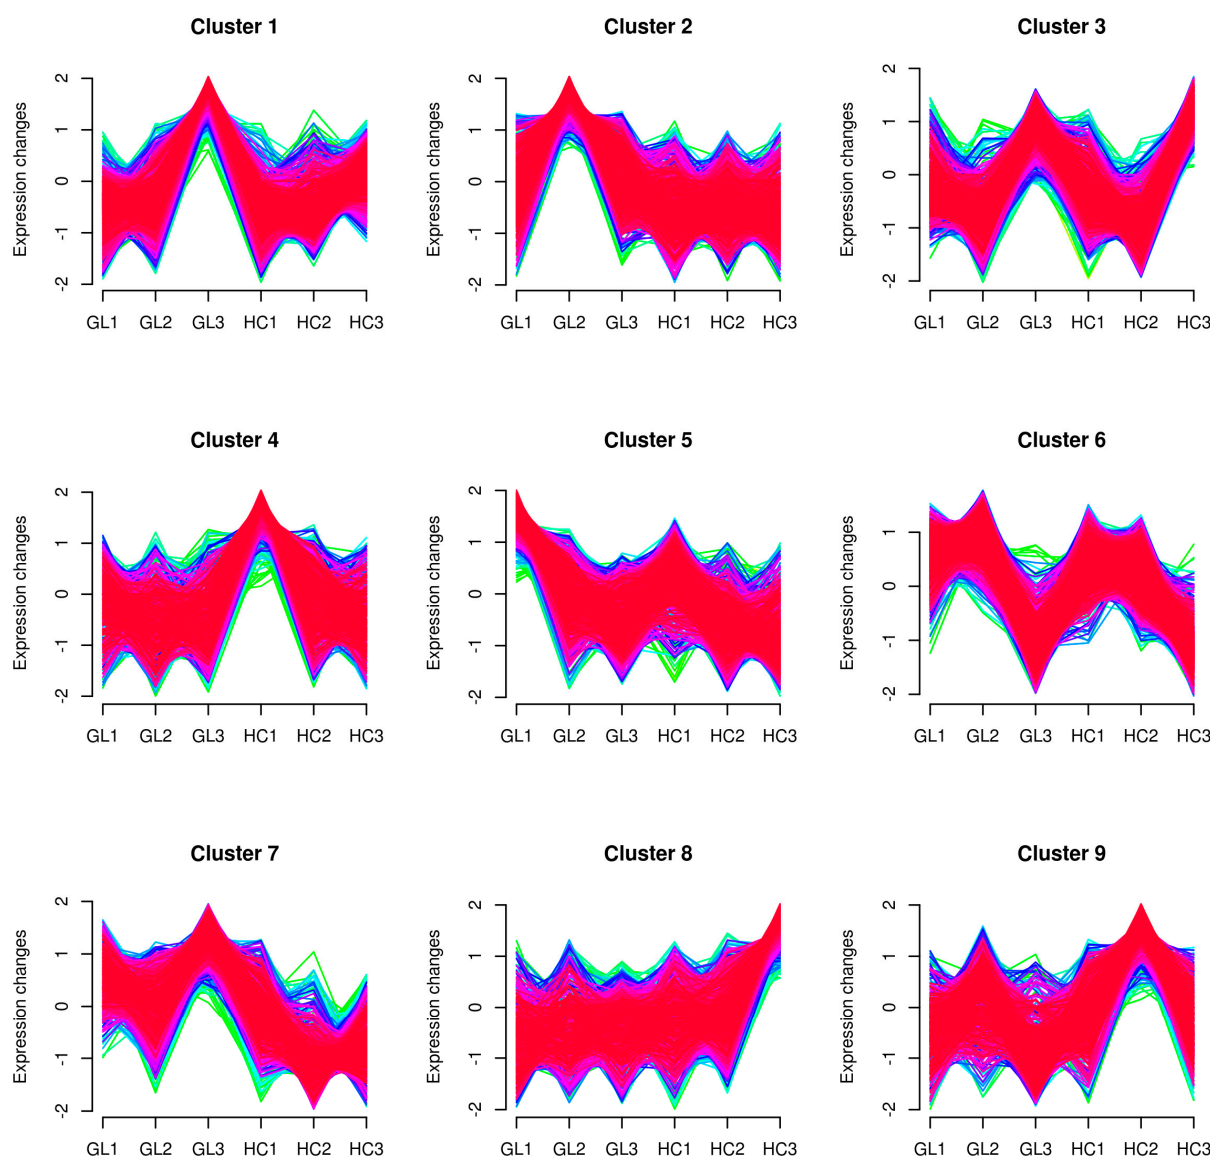 Cluster 1
Expression changes
2
1
0
-1
-2
GL1 GL2 GL3 HC1 HC2 HC3
Cluster 2
Expression changes
2
1
0
-1
-2
GL1 GL2 GL3 HC1 HC2 HC3
Cluster 3
Expression changes
2
1
0
-1
-2
GL1 GL2 GL3 HC1 HC2 HC3
Cluster 4
Expression changes
2
1
0
-1
-2
GL1 GL2 GL3 HC1 HC2 HC3
Cluster 5
Expression changes
2
1
0
-1
-2
GL1 GL2 GL3 HC1 HC2 HC3
Cluster 6
Expression changes
1
0
-1
-2
GL1 GL2 GL3 HC1 HC2 HC3
Cluster 7
Expression changes
2
1
0
-1
-2
GL1 GL2 GL3 HC1 HC2 HC3
Cluster 8
Expression changes
2
1
0
-1
-2
GL1 GL2 GL3 HC1 HC2 HC3
Cluster 9
Expression changes
2
1
0
-1
-2
GL1 GL2 GL3 HC1 HC2 HC3